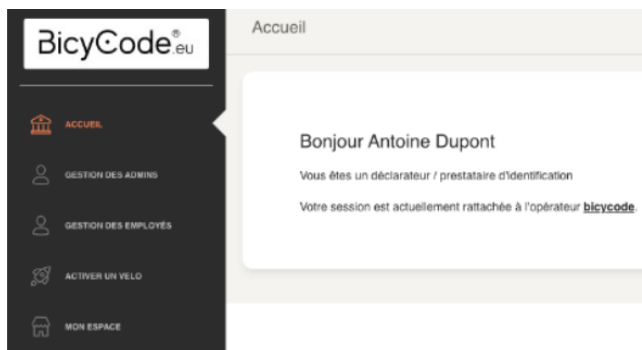 BicyCode®.eu
Accueil
ACCUEIL
GESTION DES ADMINS
GESTION DES EMPLOYÉS
ACTIVER UN VELO
MON ESPACE
Bonjour Antoine Dupont
Vous êtes un déclarateur / prestataire d'identification
Votre session est actuellement rattachée à l'opérateur bicycode.